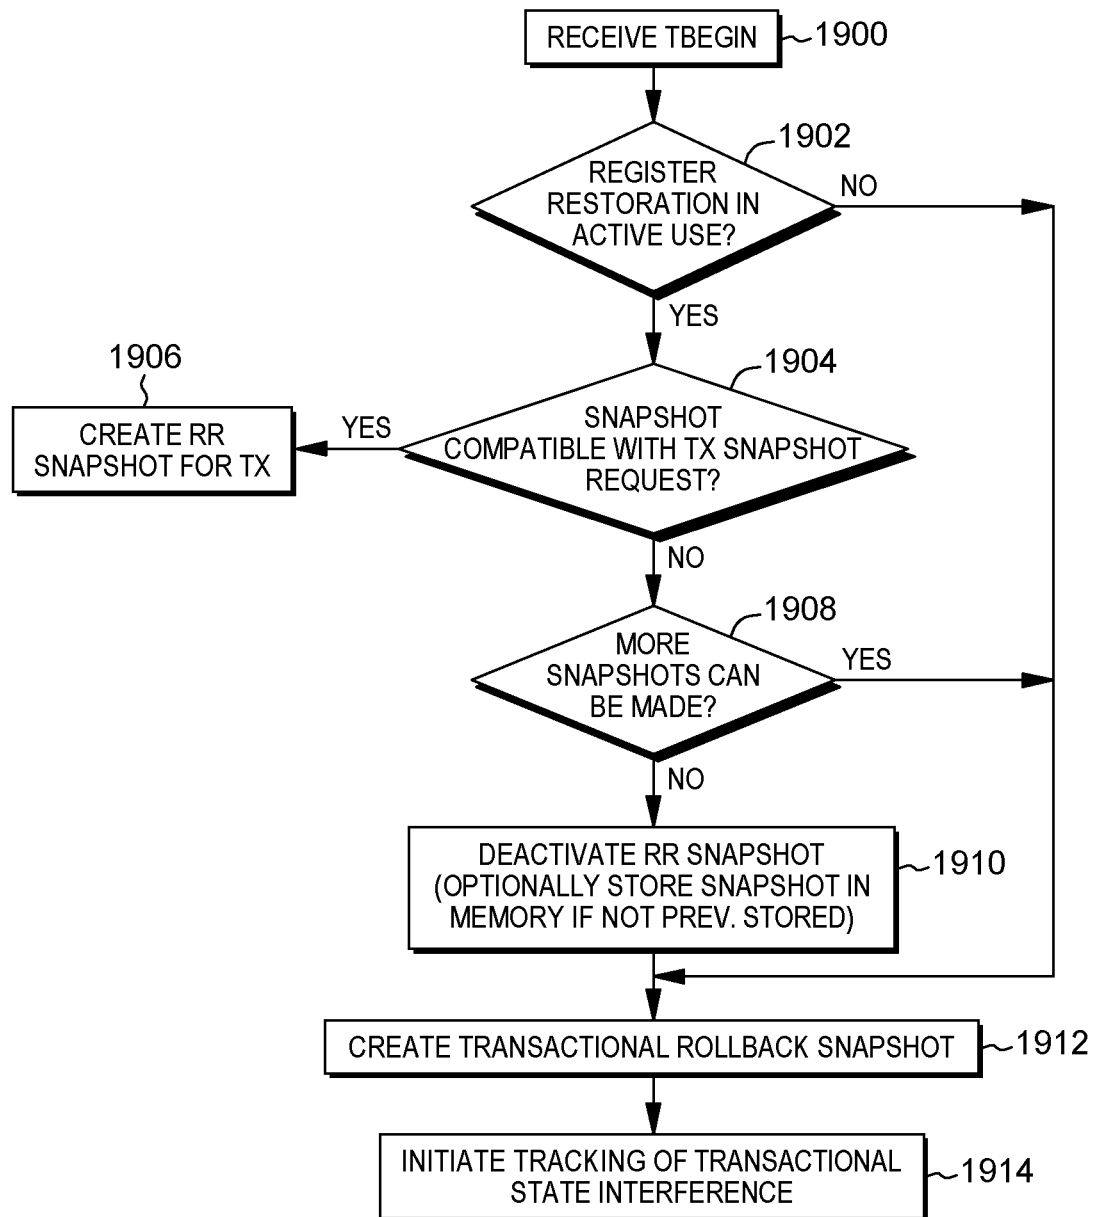 RECEIVE TBEGIN
1900
1902
REGISTER
RESTORATION IN
ACTIVE USE?
NO
YES
1904
1906
SNAPSHOT
COMPATIBLE WITH TX SNAPSHOT
REQUEST?
YES
CREATE RR
SNAPSHOT FOR TX
NO
1908
MORE
SNAPSHOTS CAN
BE MADE?
YES
NO
DEACTIVATE RR SNAPSHOT
(OPTIONALLY STORE SNAPSHOT IN
MEMORY IF NOT PREV. STORED)
1910
CREATE TRANSACTIONAL ROLLBACK SNAPSHOT
1912
INITIATE TRACKING OF TRANSACTIONAL
STATE INTERFERENCE
1914